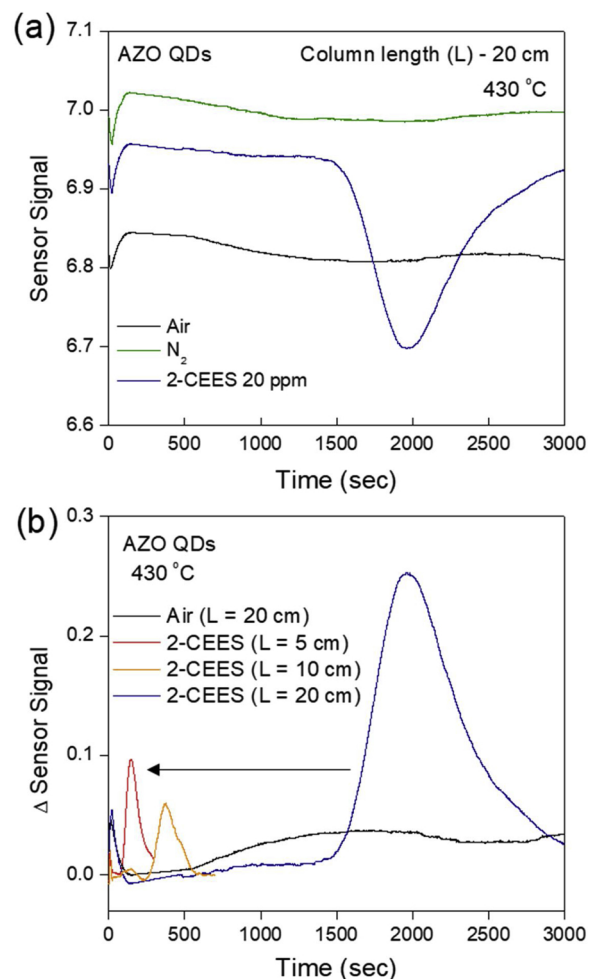 (a)
AZO QDs
Column length (L) - 20 cm
430 °C
7.1
7.0
6.9
6.8
6.7
6.6
Sensor Signal
Air
N₂
2-CEES 20 ppm
0 500 1000 1500 2000 2500 3000
Time (sec)
(b)
AZO QDs
430 °C
0.3
0.2
0.1
0.0
Δ Sensor Signal
Air (L = 20 cm)
2-CEES (L = 5 cm)
2-CEES (L = 10 cm)
2-CEES (L = 20 cm)
0 500 1000 1500 2000 2500 3000
Time (sec)